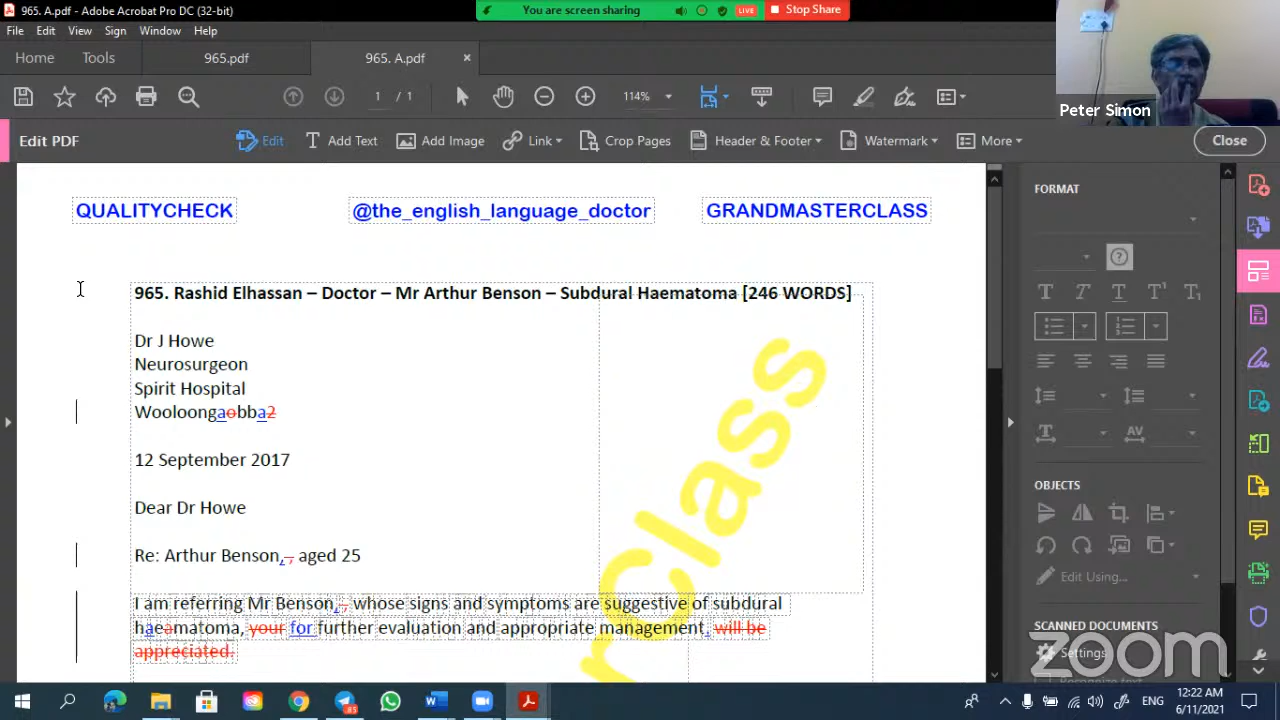 965. A.pdf - Adobe Acrobat Pro DC (32-bit)
You are screen sharing
LIVE
Stop Share
File Edit View Sign Window Help
Home Tools 965.pdf 965. A.pdf ×
1 / 1
114%
Peter Simon
Edit PDF
Edit Add Text Add Image Link Crop Pages Header & Footer Watermark More
Close
QUALITYCHECK @the_english_language_doctor GRANDMASTERCLASS
FORMAT
965. Rashid Elhassan – Doctor – Mr Arthur Benson – Subdural Haematoma [246 WORDS]
Dr J Howe
Neurosurgeon
Spirit Hospital
Wooloongaobba2
12 September 2017
Dear Dr Howe
Re: Arthur Benson,, aged 25
I am referring Mr Benson,, whose signs and symptoms are suggestive of subdural
haeamatoma, your for further evaluation and appropriate management. will be
appreciated.
rClass
OBJECTS
Edit Using...
SCANNED DOCUMENTS
Settings
zoom
85
ENG
12:22 AM
6/11/2021